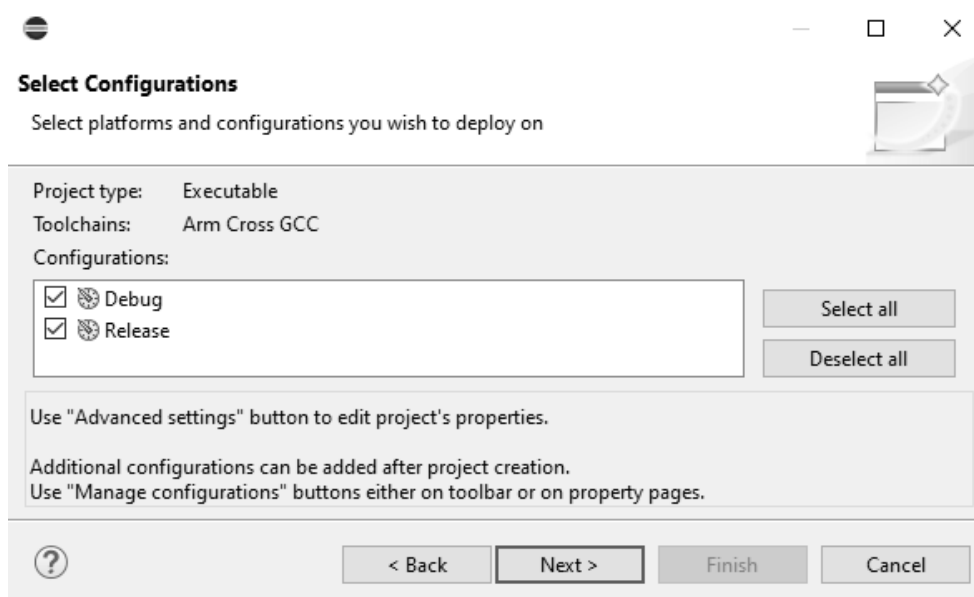 Select Configurations
Select platforms and configurations you wish to deploy on
Project type: Executable
Toolchains: Arm Cross GCC
Configurations:
Debug
Release
Select all
Deselect all
Use "Advanced settings" button to edit project's properties.
Additional configurations can be added after project creation.
Use "Manage configurations" buttons either on toolbar or on property pages.
? < Back Next > Finish Cancel